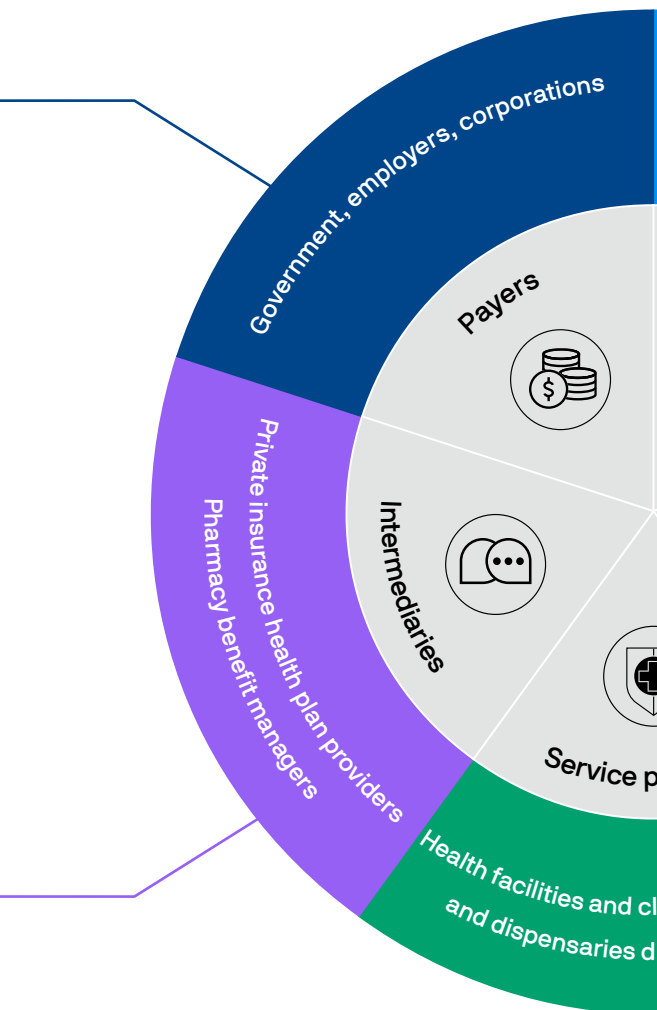 Government, employers, corporations
Payers
$
Private insurance health plan providers
Pharmacy benefit managers
Intermediaries
Service p
Health facilities and cl
and dispensaries d